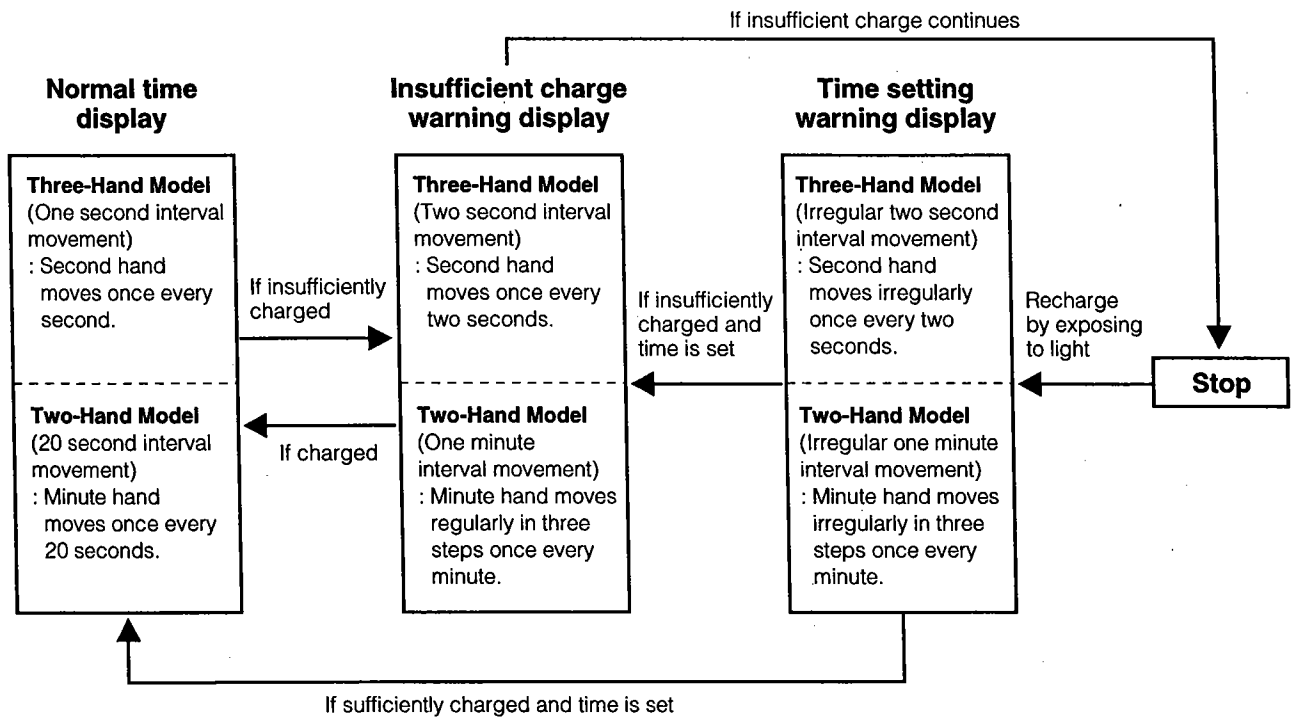 If insufficient charge continues
Normal time
display
Insufficient charge
warning display
Time setting
warning display
Three-Hand Model
(One second interval
movement)
: Second hand
moves once every
second.
Two-Hand Model
(20 second interval
movement)
: Minute hand
moves once every
20 seconds.
If insufficiently
charged
If charged
Three-Hand Model
(Two second interval
movement)
: Second hand
moves once every
two seconds.
Two-Hand Model
(One minute
interval movement)
: Minute hand moves
regularly in three
steps once every
minute.
If insufficiently
charged and
time is set
Three-Hand Model
(Irregular two second
interval movement)
: Second hand
moves irregularly
once every two
seconds.
Two-Hand Model
(Irregular one minute
interval movement)
: Minute hand moves
irregularly in three
steps once every
minute.
Recharge
by exposing
to light
Stop
If sufficiently charged and time is set